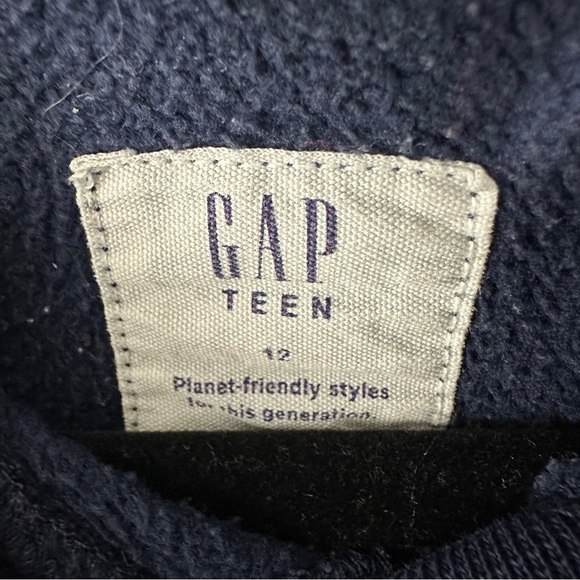 GAP
TEEN
12
Planet-friendly styles
for this generation.